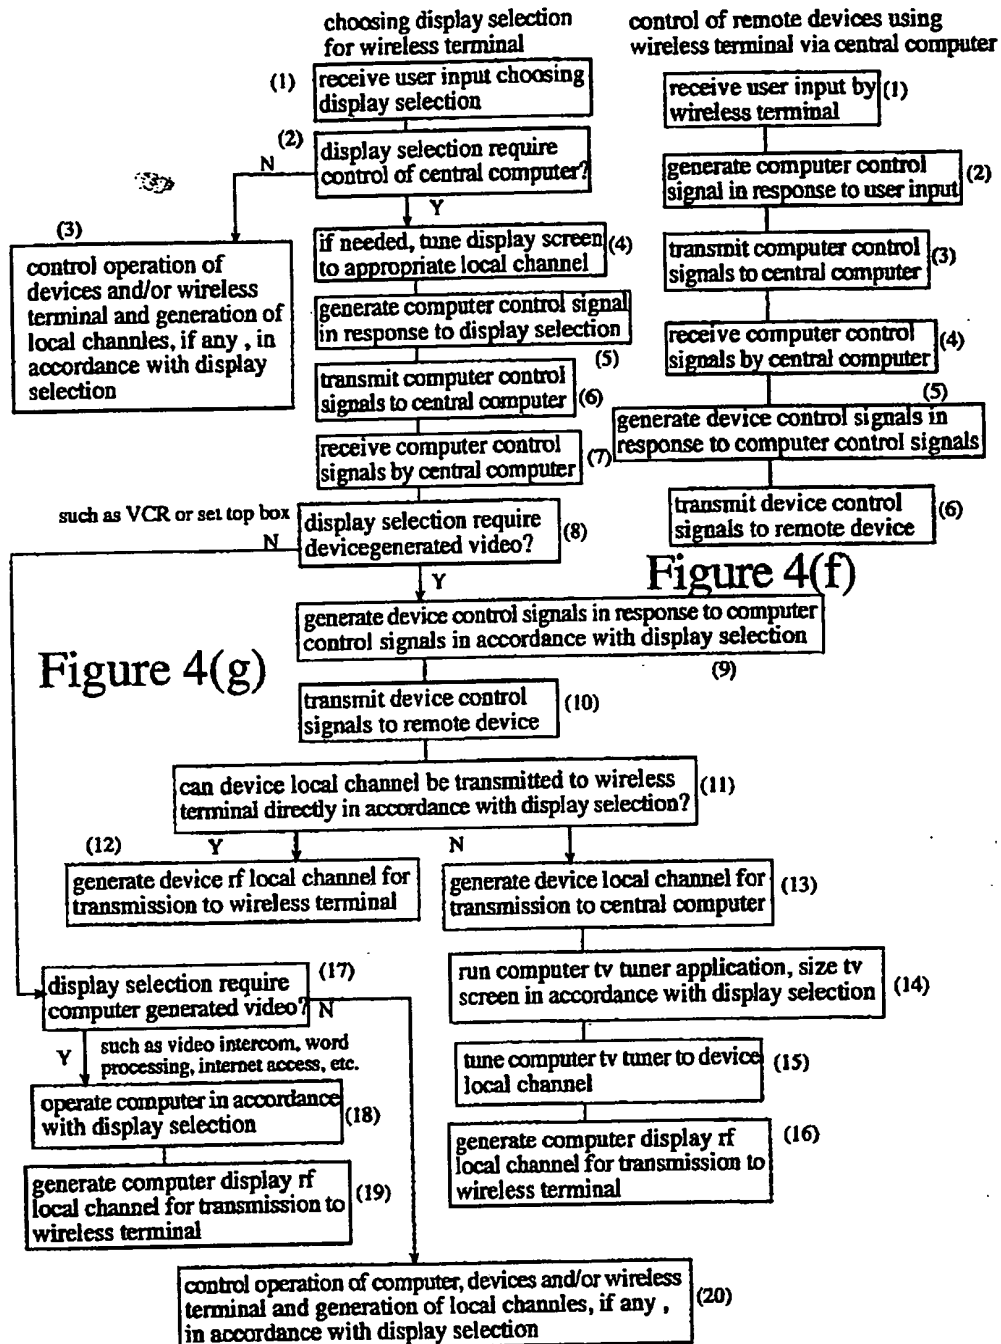 choosing display selection
for wireless terminal
(1)
receive user input choosing
display selection
(2)
display selection require
control of central computer?
N
Y
(3)
control operation of
devices and/or wireless
terminal and generation of
local channles, if any , in
accordance with display
selection
if needed, tune display screen
to appropriate local channel
(4)
generate computer control signal
in response to display selection
(5)
transmit computer control
signals to central computer
(6)
receive computer control
signals by central computer
(7)
such as VCR or set top box
display selection require
devicegenerated video?
(8)
N
Y
generate device control signals in response to computer
control signals in accordance with display selection
(9)
Figure 4(g)
transmit device control
signals to remote device
(10)
can device local channel be transmitted to wireless
terminal directly in accordance with display selection?
(11)
(12)
Y
N
generate device rf local channel for
transmission to wireless terminal
generate device local channel for
transmission to central computer
(13)
run computer tv tuner application, size tv
screen in accordance with display selection
(14)
tune computer tv tuner to device
local channel
(15)
generate computer display rf
local channel for transmission to
wireless terminal
(16)
display selection require
computer generated video?
(17)
N
Y
such as video intercom, word
processing, internet access, etc.
operate computer in accordance
with display selection
(18)
generate computer display rf
local channel for transmission to
wireless terminal
(19)
control operation of computer, devices and/or wireless
terminal and generation of local channles, if any ,
in accordance with display selection
(20)
control of remote devices using
wireless terminal via central computer
receive user input by
wireless terminal
(1)
generate computer control
signal in response to user input
(2)
transmit computer control
signals to central computer
(3)
receive computer control
signals by central computer
(4)
(5)
generate device control signals in
response to computer control signals
transmit device control
signals to remote device
(6)
Figure 4(f)